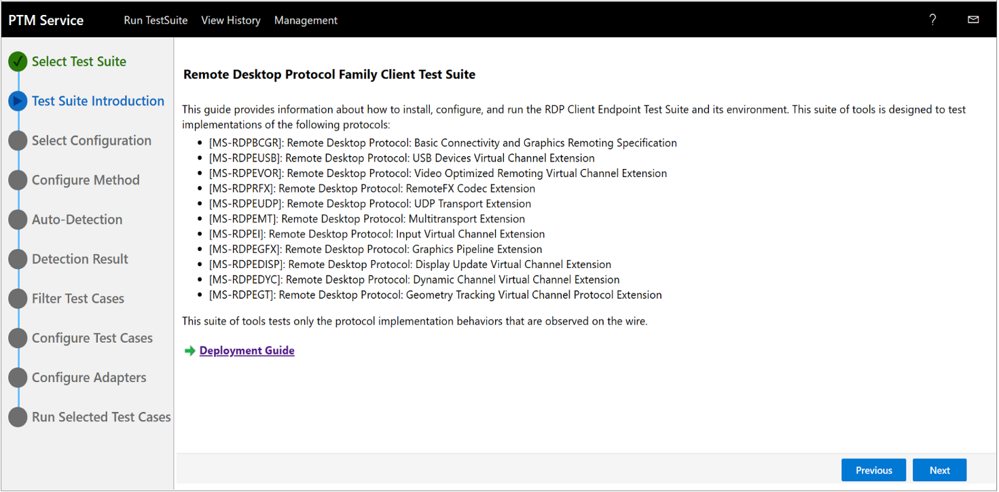 PTM Service
Run TestSuite
View History
Management
?
Select Test Suite
Test Suite Introduction
Select Configuration
Configure Method
Auto-Detection
Detection Result
Filter Test Cases
Configure Test Cases
Configure Adapters
Run Selected Test Cases
Remote Desktop Protocol Family Client Test Suite
This guide provides information about how to install, configure, and run the RDP Client Endpoint Test Suite and its environment. This suite of tools is designed to test
implementations of the following protocols:
• [MS-RDPBCGR]: Remote Desktop Protocol: Basic Connectivity and Graphics Remoting Specification
• [MS-RDPEUSB]: Remote Desktop Protocol: USB Devices Virtual Channel Extension
• [MS-RDPEVOR]: Remote Desktop Protocol: Video Optimized Remoting Virtual Channel Extension
• [MS-RDPRFX]: Remote Desktop Protocol: RemoteFX Codec Extension
• [MS-RDPEUDP]: Remote Desktop Protocol: UDP Transport Extension
• [MS-RDPEMT]: Remote Desktop Protocol: Multitransport Extension
• [MS-RDPEI]: Remote Desktop Protocol: Input Virtual Channel Extension
• [MS-RDPEGFX]: Remote Desktop Protocol: Graphics Pipeline Extension
• [MS-RDPEDISP]: Remote Desktop Protocol: Display Update Virtual Channel Extension
• [MS-RDPEDYC]: Remote Desktop Protocol: Dynamic Channel Virtual Channel Extension
• [MS-RDPEGT]: Remote Desktop Protocol: Geometry Tracking Virtual Channel Protocol Extension
This suite of tools tests only the protocol implementation behaviors that are observed on the wire.
Deployment Guide
Previous
Next